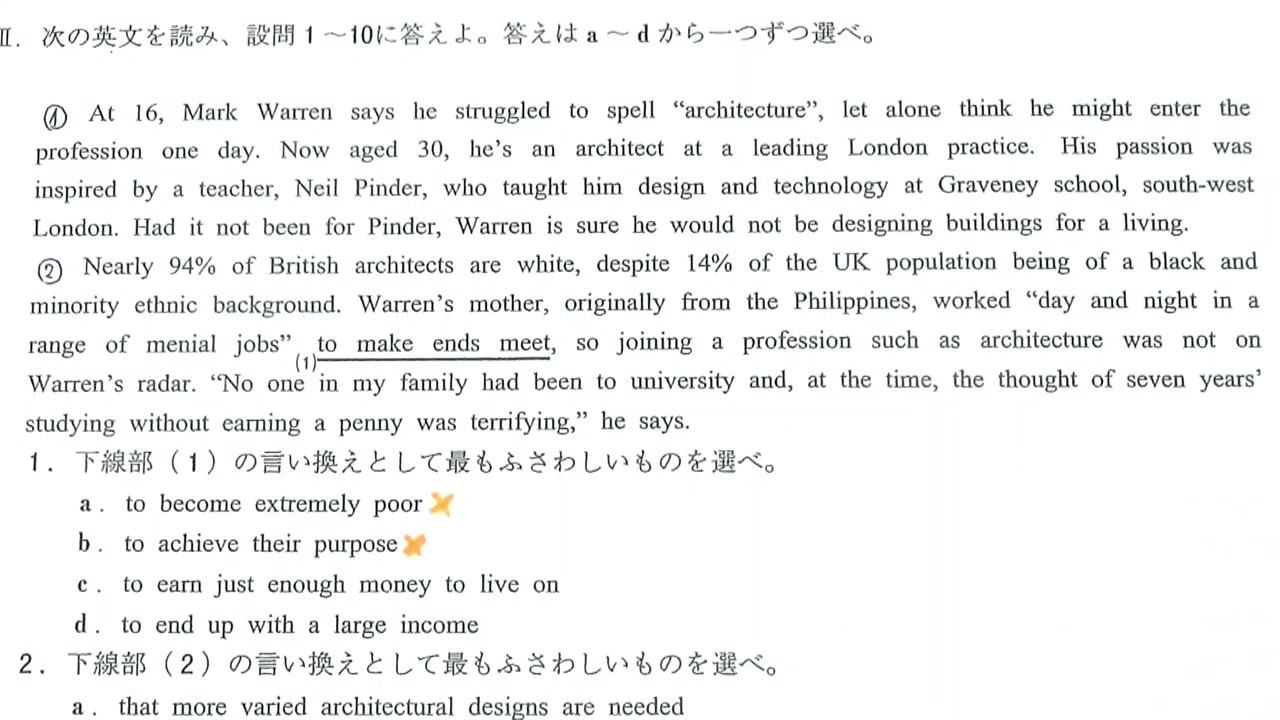 Ⅱ. 次の英文を読み、設問1～10に答えよ。答えはa～dから一つずつ選べ。
① At 16, Mark Warren says he struggled to spell “architecture”, let alone think he might enter the
profession one day. Now aged 30, he’s an architect at a leading London practice. His passion was
inspired by a teacher, Neil Pinder, who taught him design and technology at Graveney school, south-west
London. Had it not been for Pinder, Warren is sure he would not be designing buildings for a living.
② Nearly 94% of British architects are white, despite 14% of the UK population being of a black and
minority ethnic background. Warren’s mother, originally from the Philippines, worked “day and night in a
range of menial jobs” (1)to make ends meet, so joining a profession such as architecture was not on
Warren’s radar. “No one in my family had been to university and, at the time, the thought of seven years’
studying without earning a penny was terrifying,” he says.
1. 下線部（1）の言い換えとして最もふさわしいものを選べ。
a. to become extremely poor
b. to achieve their purpose
c. to earn just enough money to live on
d. to end up with a large income
2. 下線部（2）の言い換えとして最もふさわしいものを選べ。
a. that more varied architectural designs are needed